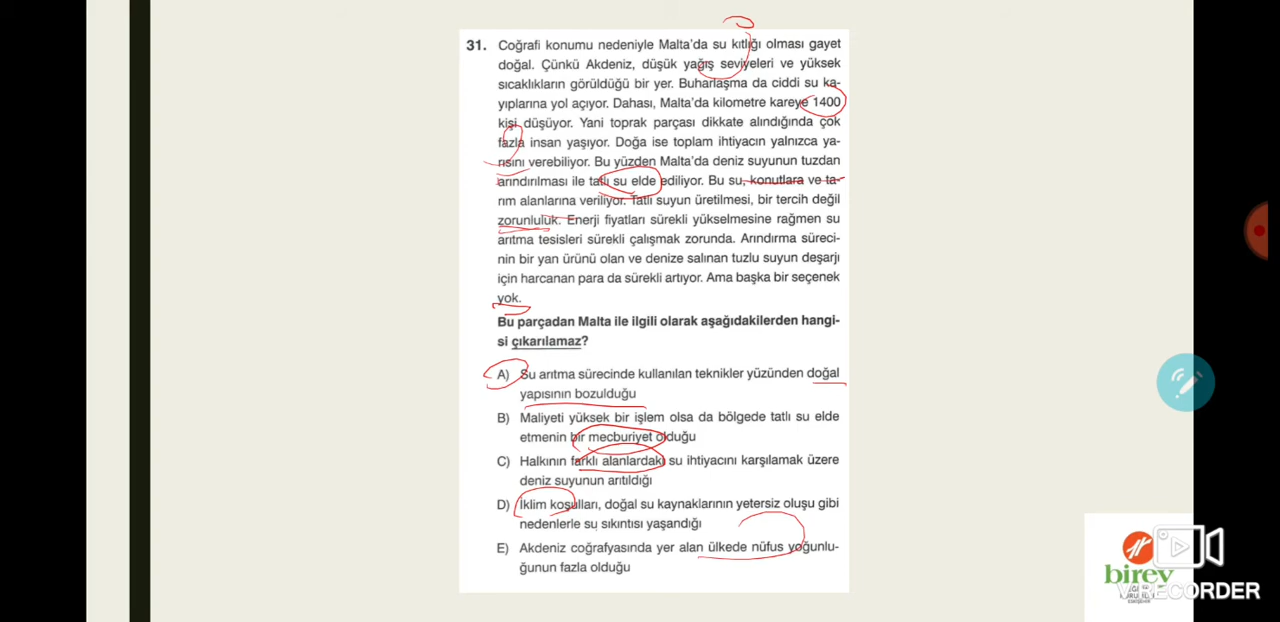 31. Coğrafi konumu nedeniyle Malta'da su kıtlığı olması gayet
doğal. Çünkü Akdeniz, düşük yağış seviyeleri ve yüksek
sıcaklıkların görüldüğü bir yer. Buharlaşma da ciddi su ka-
yıplarına yol açıyor. Dahası, Malta'da kilometre kareye 1400
kişi düşüyor. Yani toprak parçası dikkate alındığında çok
fazla insan yaşıyor. Doğa ise toplam ihtiyacın yalnızca ya-
rısını verebiliyor. Bu yüzden Malta'da deniz suyunun tuzdan
arındırılması ile tatlı su elde ediliyor. Bu su, konutlara ve ta-
rım alanlarına veriliyor. Tatlı suyun üretilmesi, bir tercih değil
zorunluluk. Enerji fiyatları sürekli yükselmesine rağmen su
arıtma tesisleri sürekli çalışmak zorunda. Arındırma süreci-
nin bir yan ürünü olan ve denize salınan tuzlu suyun deşarjı
için harcanan para da sürekli artıyor. Ama başka bir seçenek
yok.
Bu parçadan Malta ile ilgili olarak aşağıdakilerden hangi-
si çıkarılamaz?
A) Su arıtma sürecinde kullanılan teknikler yüzünden doğal
yapısının bozulduğu
B) Maliyeti yüksek bir işlem olsa da bölgede tatlı su elde
etmenin bir mecburiyet olduğu
C) Halkının farklı alanlardaki su ihtiyacını karşılamak üzere
deniz suyunun arıtıldığı
D) İklim koşulları, doğal su kaynaklarının yetersiz oluşu gibi
nedenlerle su sıkıntısı yaşandığı
E) Akdeniz coğrafyasında yer alan ülkede nüfus yoğunlu-
ğunun fazla olduğu
birey
RECORDER